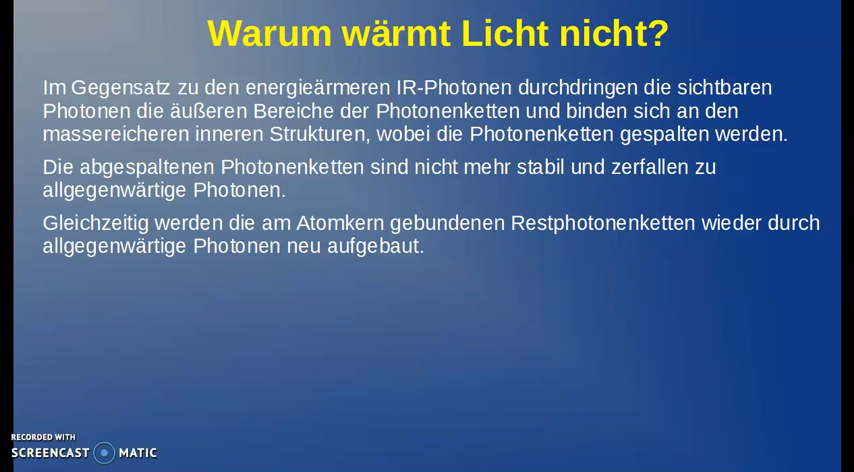 Warum wärmt Licht nicht?
Im Gegensatz zu den energieärmeren IR-Photonen durchdringen die sichtbaren
Photonen die äußeren Bereiche der Photonenketten und binden sich an den
massereicheren inneren Strukturen, wobei die Photonenketten gespalten werden.
Die abgespaltenen Photonenketten sind nicht mehr stabil und zerfallen zu
allgegenwärtige Photonen.
Gleichzeitig werden die am Atomkern gebundenen Restphotonenketten wieder durch
allgegenwärtige Photonen neu aufgebaut.
RECORDED WITH
SCREENCAST MATIC